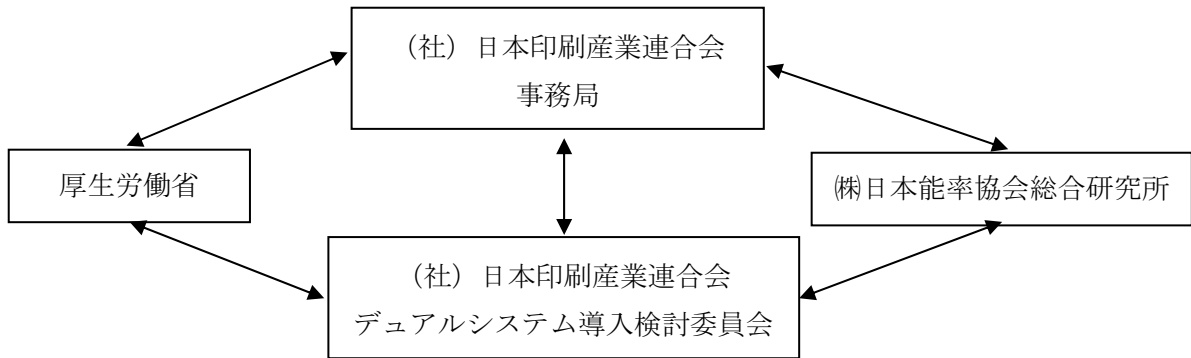 （社）日本印刷産業連合会
事務局
厚生労働省
㈱日本能率協会総合研究所
（社）日本印刷産業連合会
デュアルシステム導入検討委員会